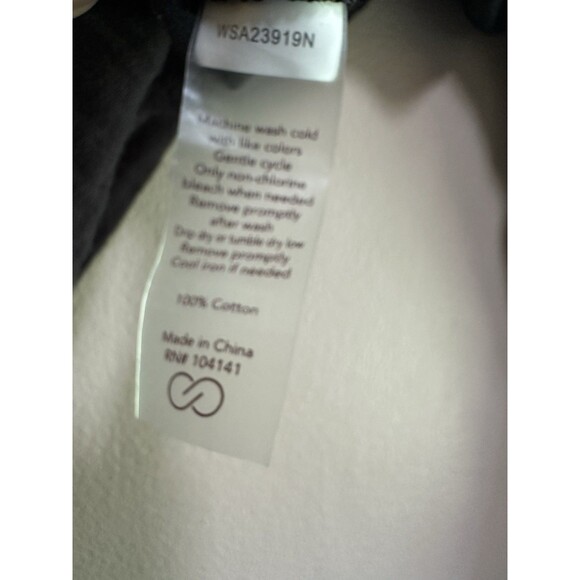 WSA23919N
Machine wash cold
with like colors
Gentle cycle
Only non-chlorine
bleach when needed
Remove promptly
after wash
Drip dry or tumble dry low
Remove promptly
Cool iron if needed
100% Cotton
Made in China
RN# 104141